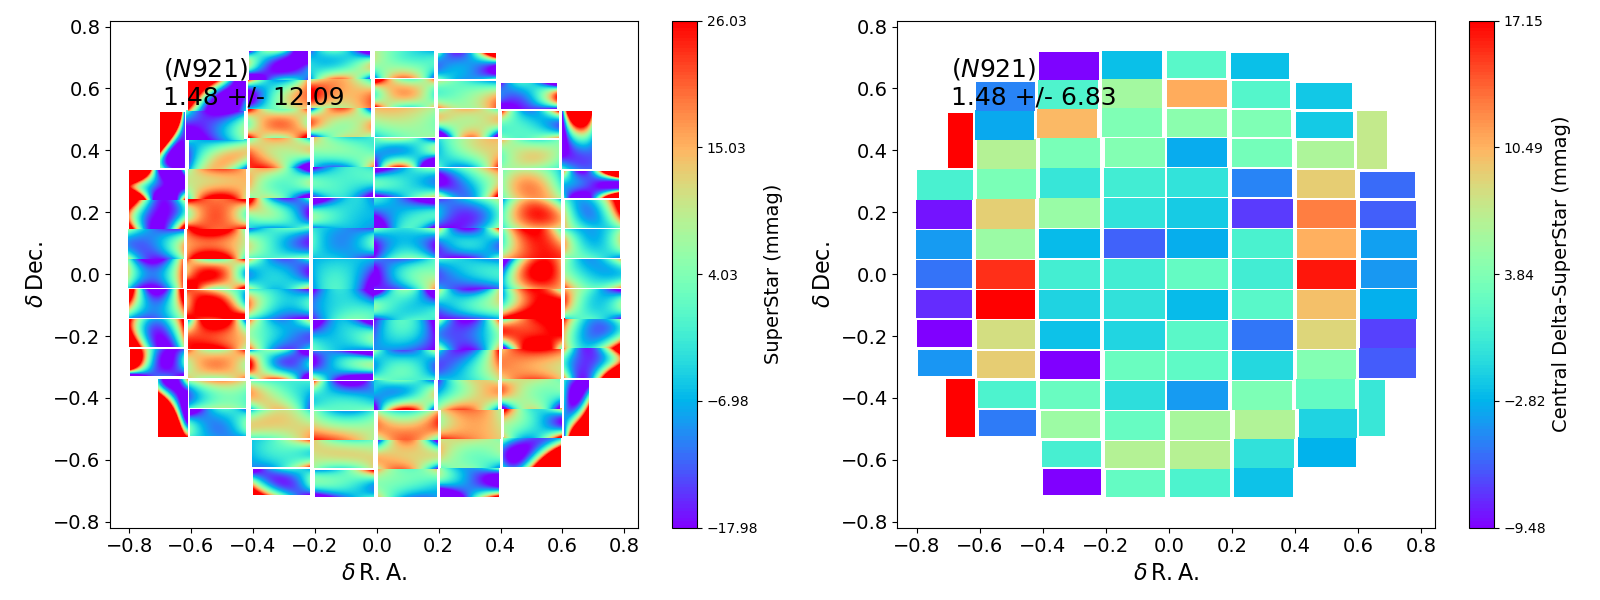 (N921)
1.48 +/- 12.09
0.8
0.6
0.4
0.2
0.0
−0.2
−0.4
−0.6
−0.8
−0.8 −0.6 −0.4 −0.2 0.0 0.2 0.4 0.6 0.8
δ R. A.
δ Dec.
26.03
15.03
4.03
−6.98
−17.98
SuperStar (mmag)
(N921)
1.48 +/- 6.83
0.8
0.6
0.4
0.2
0.0
−0.2
−0.4
−0.6
−0.8
−0.8 −0.6 −0.4 −0.2 0.0 0.2 0.4 0.6 0.8
δ R. A.
δ Dec.
17.15
10.49
3.84
−2.82
−9.48
Central Delta-SuperStar (mmag)